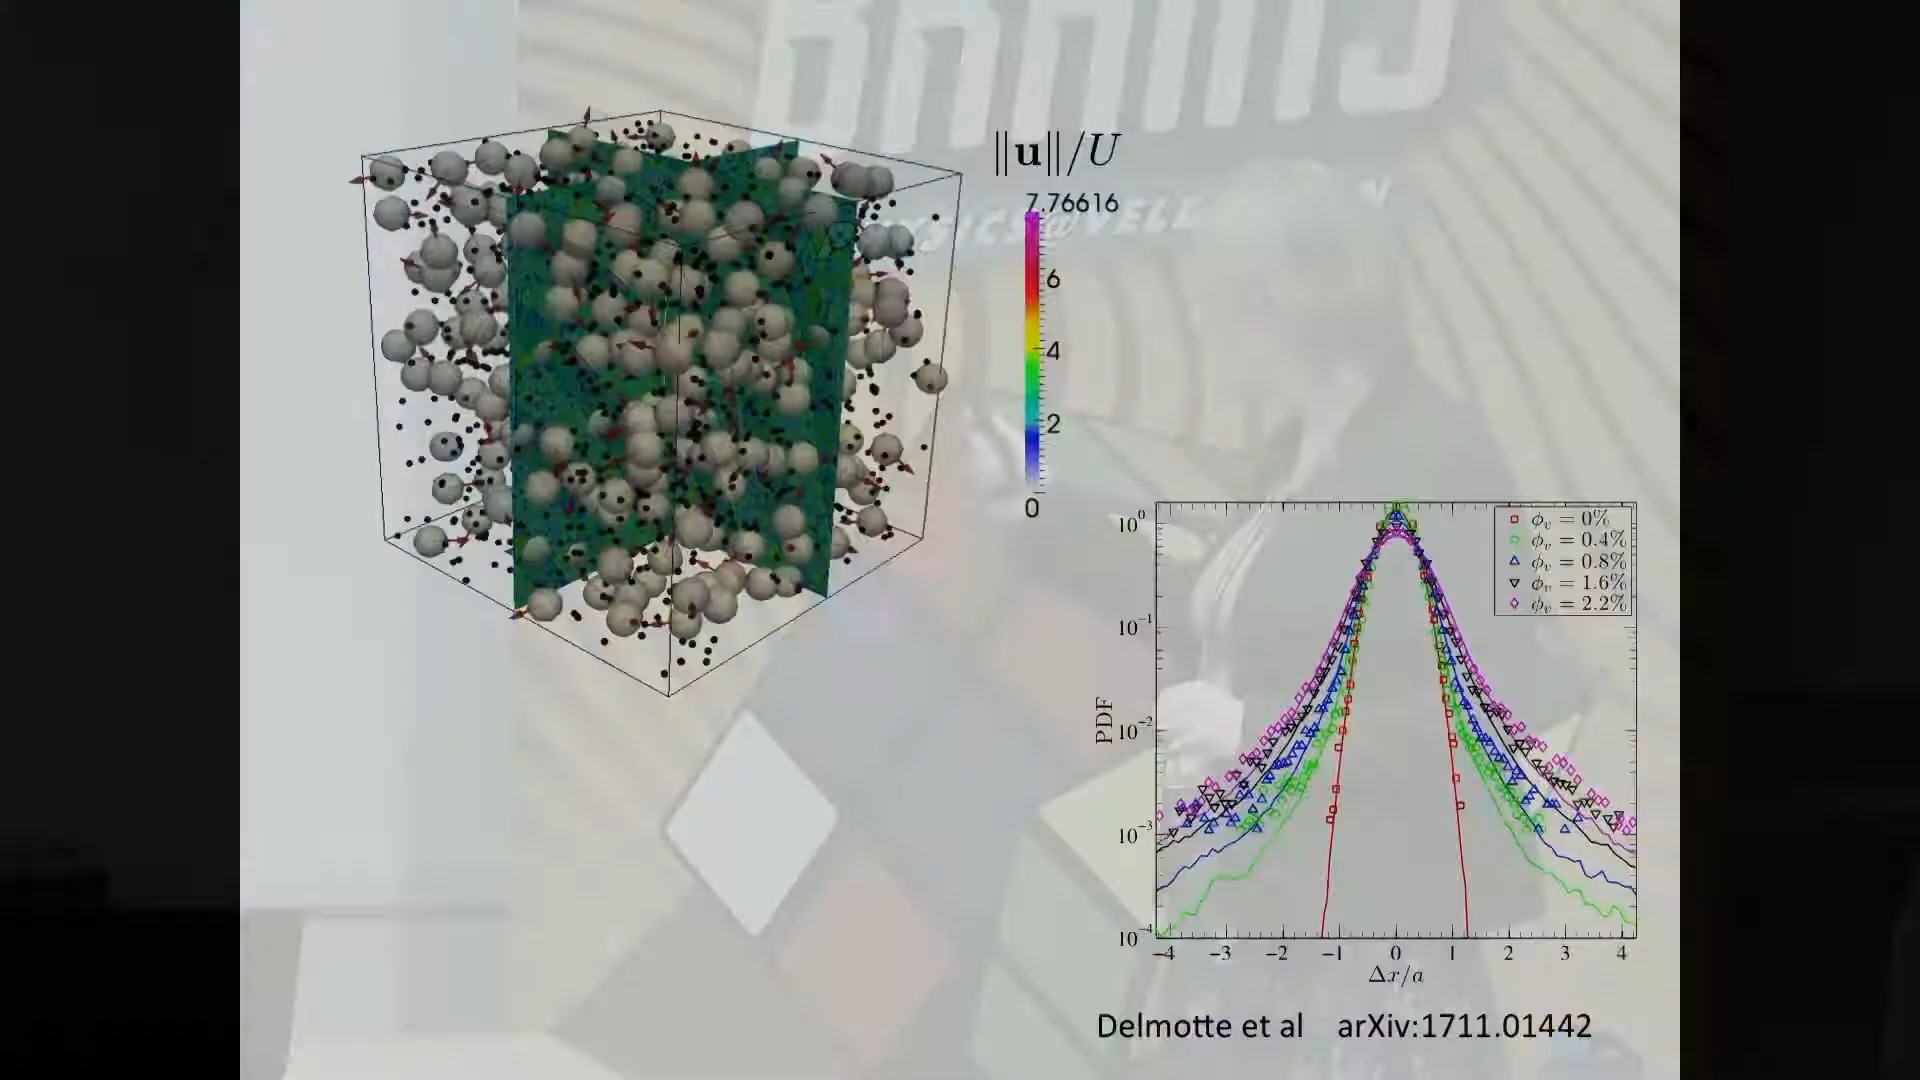 ‖u‖/U
7.76616
6
4
2
0
10⁰
10⁻¹
10⁻²
10⁻³
10⁻⁴
PDF
ϕᵥ = 0%
ϕᵥ = 0.4%
ϕᵥ = 0.8%
ϕᵥ = 1.6%
ϕᵥ = 2.2%
−4 −3 −2 −1 0 1 2 3 4
Δx/a
Delmotte et al arXiv:1711.01442